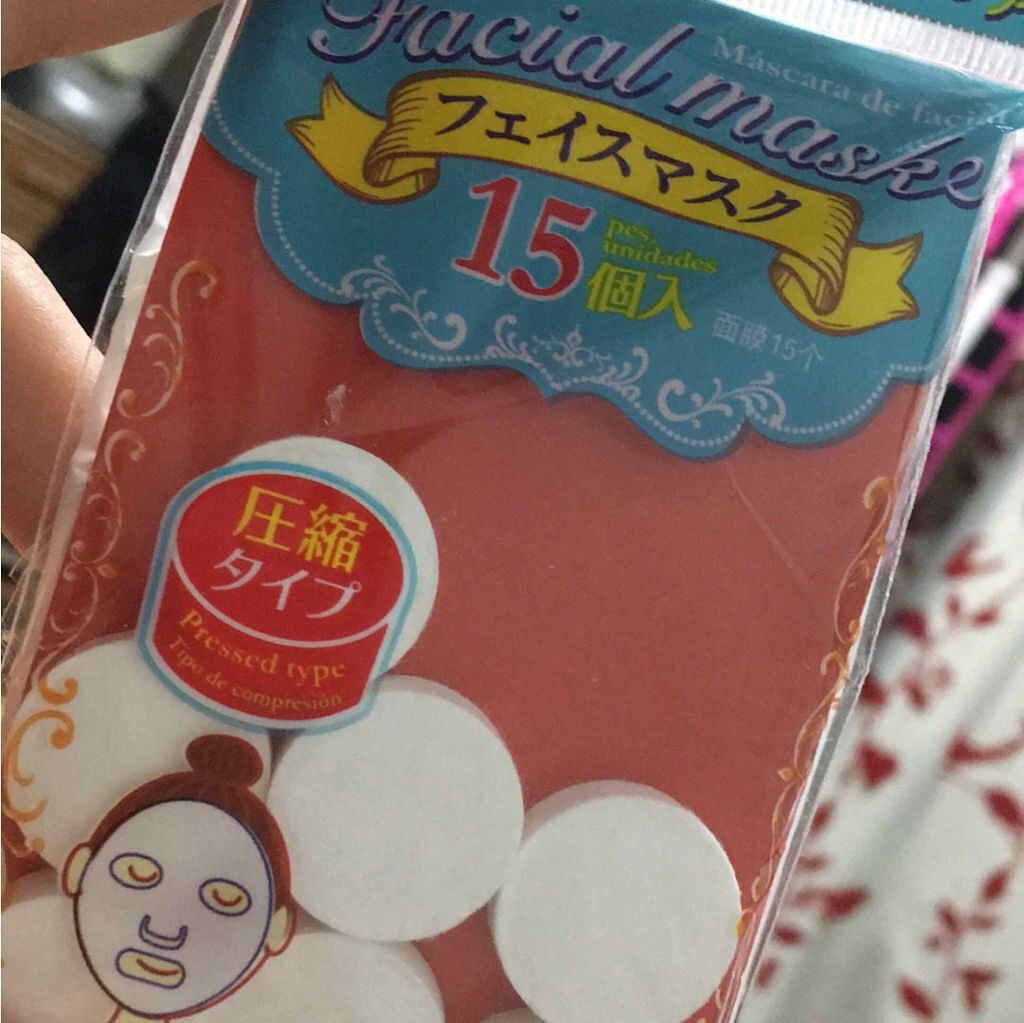 Facial maske
Máscara de facial
フェイスマスク
15
pcs.
unidades
個入
面膜15个
圧縮
タイプ
Pressed type
Tipo de compresión